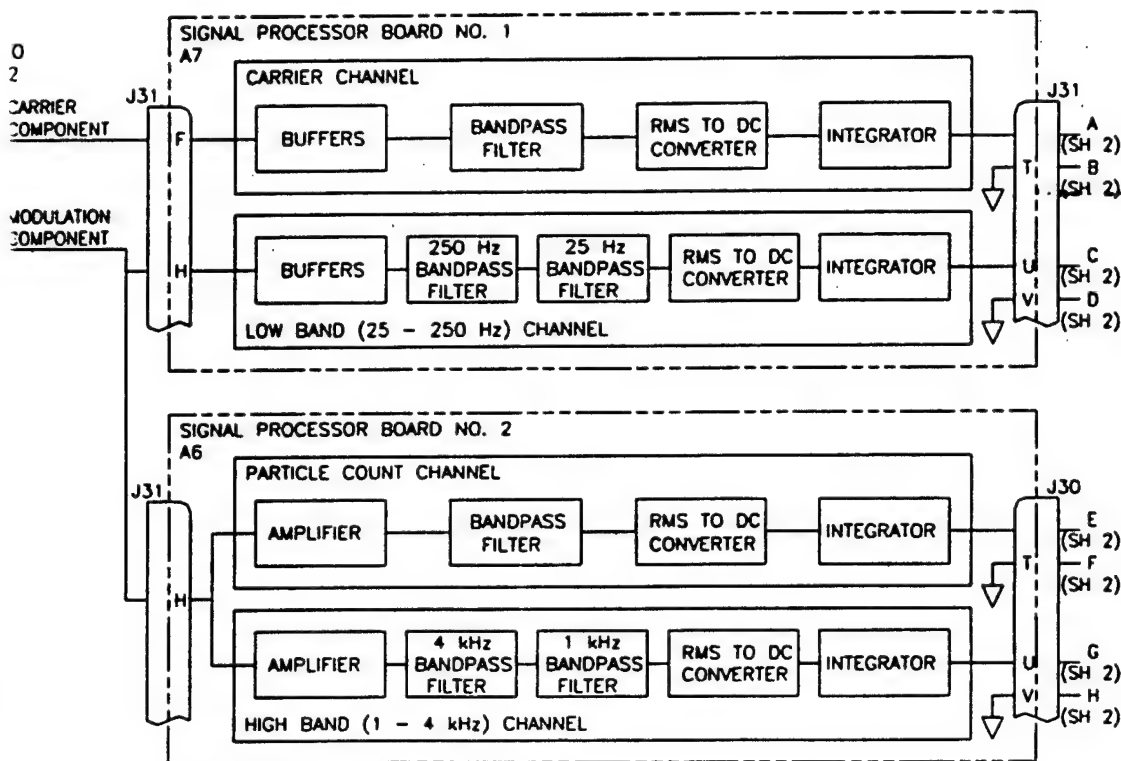 SIGNAL PROCESSOR BOARD NO. 1
A7
O
2
CARRIER CHANNEL
J31
J31
CARRIER
COMPONENT
F
BUFFERS
BANDPASS
FILTER
RMS TO DC
CONVERTER
INTEGRATOR
A
(SH 2)
T
B
(SH 2)
MODULATION
COMPONENT
H
BUFFERS
250 Hz
BANDPASS
FILTER
25 Hz
BANDPASS
FILTER
RMS TO DC
CONVERTER
INTEGRATOR
U
C
(SH 2)
V
D
(SH 2)
LOW BAND (25 - 250 Hz) CHANNEL
SIGNAL PROCESSOR BOARD NO. 2
A6
PARTICLE COUNT CHANNEL
J31
J30
AMPLIFIER
BANDPASS
FILTER
RMS TO DC
CONVERTER
INTEGRATOR
E
(SH 2)
T
F
(SH 2)
H
AMPLIFIER
4 kHz
BANDPASS
FILTER
1 kHz
BANDPASS
FILTER
RMS TO DC
CONVERTER
INTEGRATOR
U
G
(SH 2)
V
H
(SH 2)
HIGH BAND (1 - 4 kHz) CHANNEL